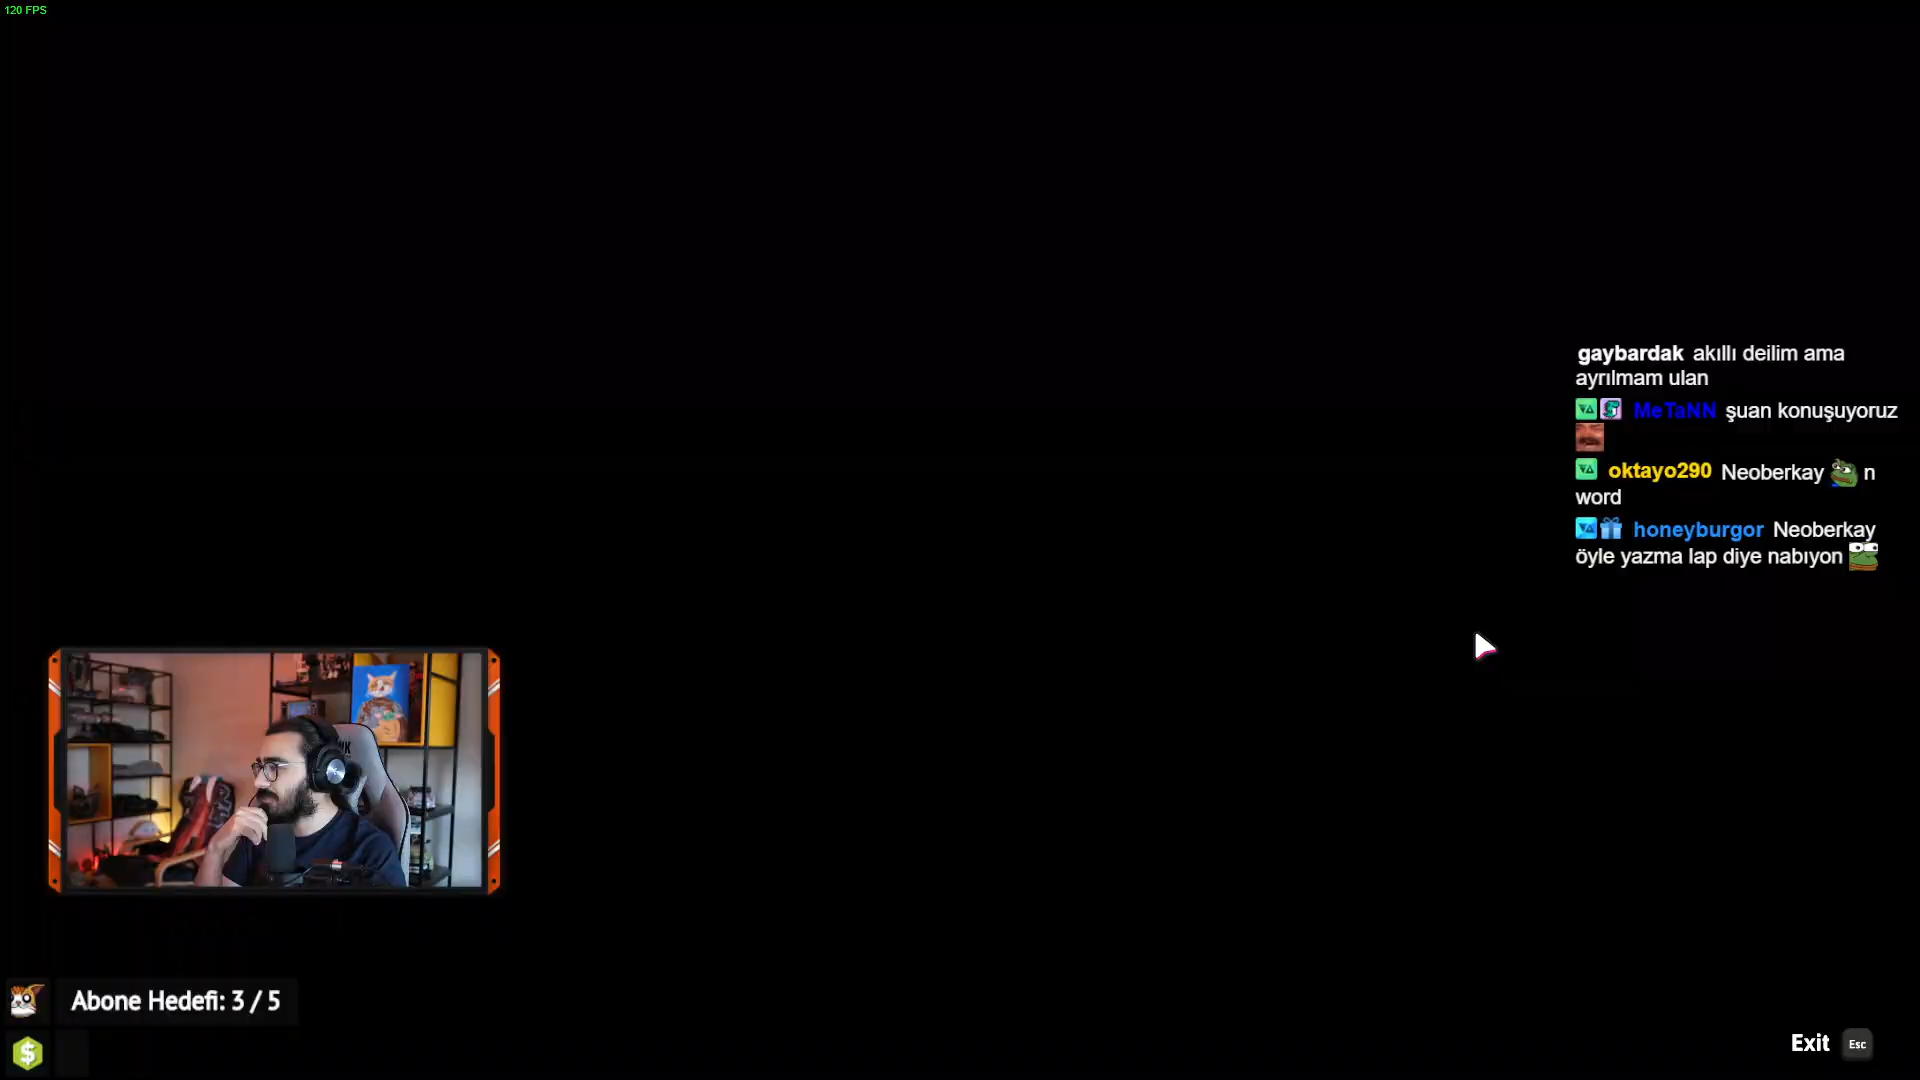 120 FPS
gaybardak akıllı deilim ama
ayrılmam ulan
MeTaNN şuan konuşuyoruz
oktayo290 Neoberkay n
word
honeyburgor Neoberkay
öyle yazma lap diye nabıyon
Abone Hedefi: 3 / 5
Exit Esc